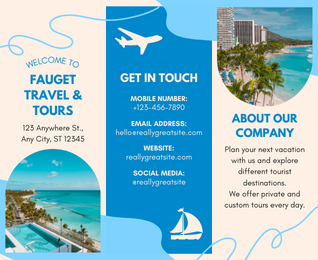 WELCOME TO
FAUGET
TRAVEL &
TOURS
123 Anywhere St.,
Any City, ST 12345
GET IN TOUCH
MOBILE NUMBER:
+123-456-7890
EMAIL ADDRESS:
hello@reallygreatsite.com
WEBSITE:
reallygreatsite.com
SOCIAL MEDIA:
@reallygreatsite
ABOUT OUR
COMPANY
Plan your next vacation
with us and explore
different tourist
destinations.
We offer private and
custom tours every day.